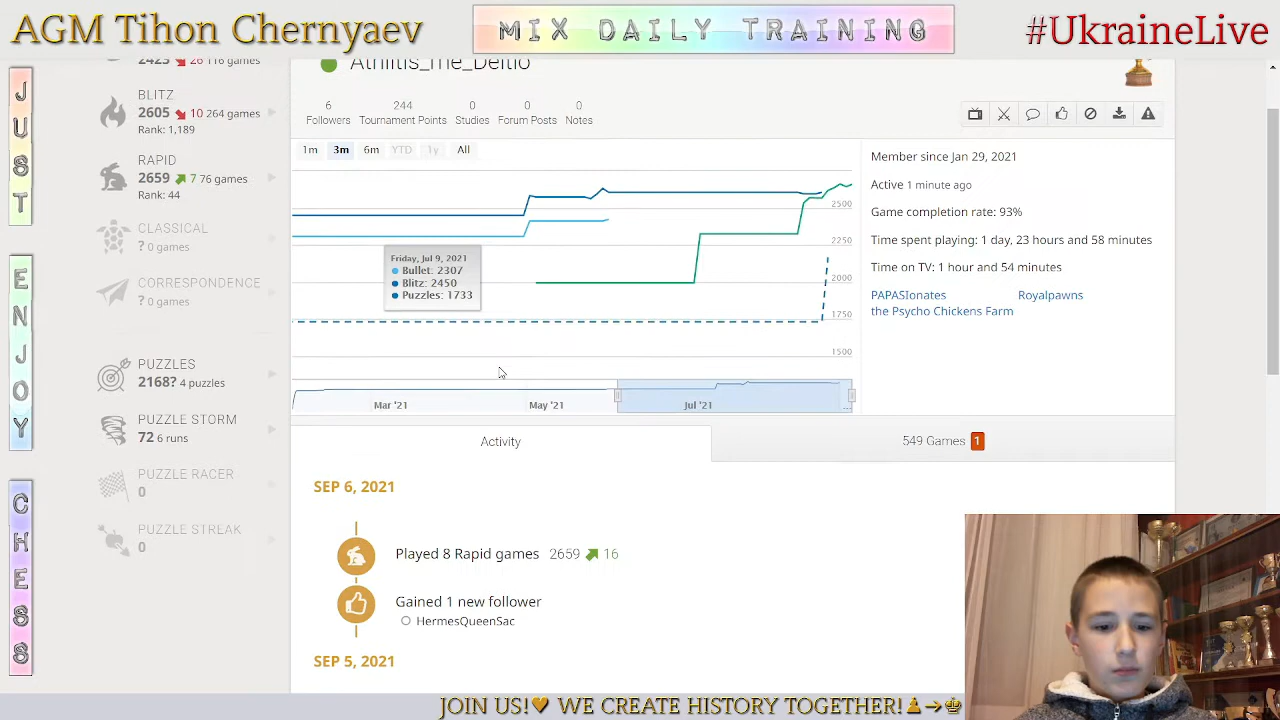 AGM Tihon Chernyaev
MIX DAILY TRAINING
#UkraineLive
JUST
ENJOY
CHESS
2425 26 116 games
BLITZ
2605 10 264 games
Rank: 1,189
RAPID
2659 7 76 games
Rank: 44
CLASSICAL
? 0 games
CORRESPONDENCE
? 0 games
PUZZLES
2168? 4 puzzles
PUZZLE STORM
72 6 runs
PUZZLE RACER
0
PUZZLE STREAK
0
6 244 0 0 0
Followers Tournament Points Studies Forum Posts Notes
1m 3m 6m YTD 1y All
2500
2250
2000
1750
1500
Friday, Jul 9, 2021
Bullet: 2307
Blitz: 2450
Puzzles: 1733
Mar '21 May '21 Jul '21 ...
Member since Jan 29, 2021
Active 1 minute ago
Game completion rate: 93%
Time spent playing: 1 day, 23 hours and 58 minutes
Time on TV: 1 hour and 54 minutes
PAPASIonates Royalpawns
the Psycho Chickens Farm
Activity 549 Games 1
SEP 6, 2021
Played 8 Rapid games 2659 16
Gained 1 new follower
HermesQueenSac
SEP 5, 2021
JOIN US! WE CREATE HISTORY TOGETHER!